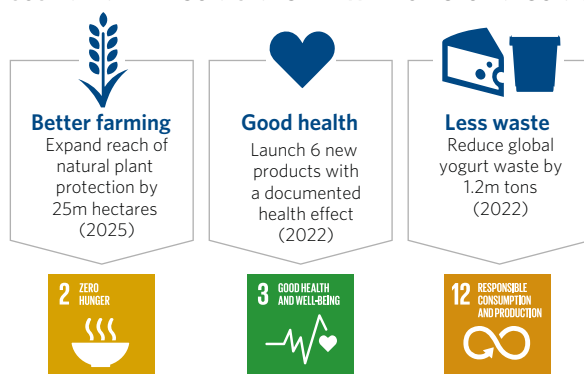 Better farming
Expand reach of
natural plant
protection by
25m hectares
(2025)
Good health
Launch 6 new
products with
a documented
health effect
(2022)
Less waste
Reduce global
yogurt waste by
1.2m tons
(2022)
2 ZERO
HUNGER
3 GOOD HEALTH
AND WELL-BEING
12 RESPONSIBLE
CONSUMPTION
AND PRODUCTION